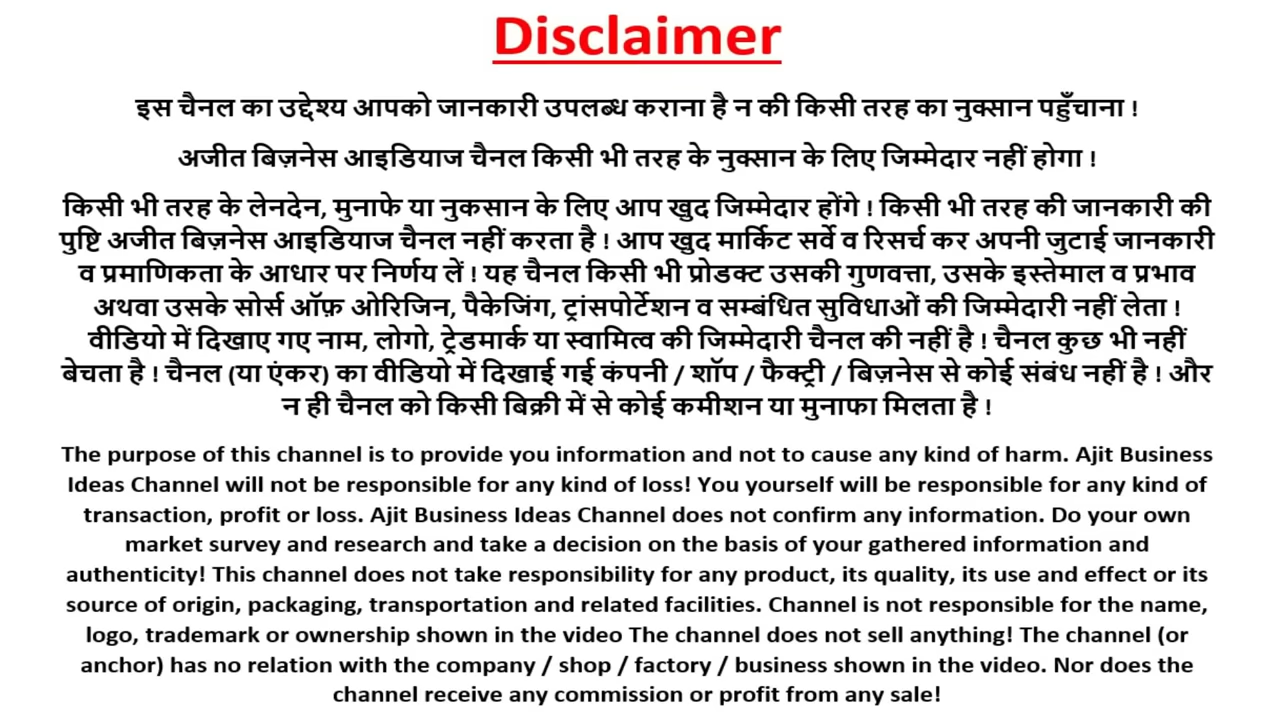 Disclaimer
इस चैनल का उद्देश्य आपको जानकारी उपलब्ध कराना है न की किसी तरह का नुक्सान पहुँचाना !
अजीत बिज़नेस आइडियाज चैनल किसी भी तरह के नुक्सान के लिए जिम्मेदार नहीं होगा !
किसी भी तरह के लेनदेन, मुनाफे या नुकसान के लिए आप खुद जिम्मेदार होंगे ! किसी भी तरह की जानकारी की
पुष्टि अजीत बिज़नेस आइडियाज चैनल नहीं करता है ! आप खुद मार्किट सर्वे व रिसर्च कर अपनी जुटाई जानकारी
व प्रमाणिकता के आधार पर निर्णय लें ! यह चैनल किसी भी प्रोडक्ट उसकी गुणवत्ता, उसके इस्तेमाल व प्रभाव
अथवा उसके सोर्स ऑफ़ ओरिजिन, पैकेजिंग, ट्रांसपोर्टेशन व सम्बंधित सुविधाओं की जिम्मेदारी नहीं लेता !
वीडियो में दिखाए गए नाम, लोगो, ट्रेडमार्क या स्वामित्व की जिम्मेदारी चैनल की नहीं है ! चैनल कुछ भी नहीं
बेचता है ! चैनल (या एंकर) का वीडियो में दिखाई गई कंपनी / शॉप / फैक्ट्री / बिज़नेस से कोई संबंध नहीं है ! और
न ही चैनल को किसी बिक्री में से कोई कमीशन या मुनाफा मिलता है !
The purpose of this channel is to provide you information and not to cause any kind of harm. Ajit Business
Ideas Channel will not be responsible for any kind of loss! You yourself will be responsible for any kind of
transaction, profit or loss. Ajit Business Ideas Channel does not confirm any information. Do your own
market survey and research and take a decision on the basis of your gathered information and
authenticity! This channel does not take responsibility for any product, its quality, its use and effect or its
source of origin, packaging, transportation and related facilities. Channel is not responsible for the name,
logo, trademark or ownership shown in the video The channel does not sell anything! The channel (or
anchor) has no relation with the company / shop / factory / business shown in the video. Nor does the
channel receive any commission or profit from any sale!